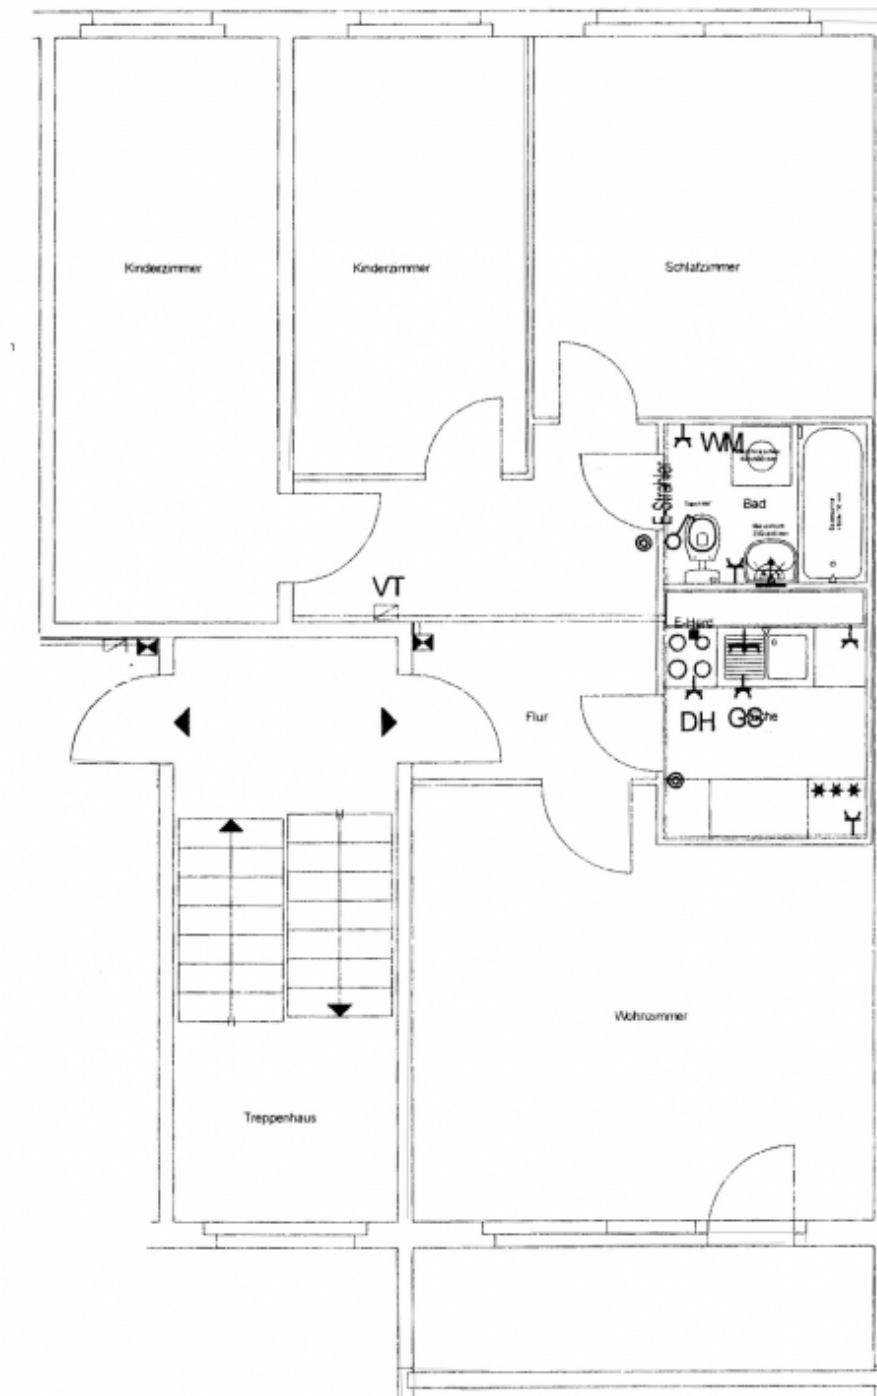 Kinderzimmer
Kinderzimmer
Schlafzimmer
WM
E-Strahler
Bad
VT
E-Herd
Flur
DH
GS
Wohnzimmer
Treppenhaus